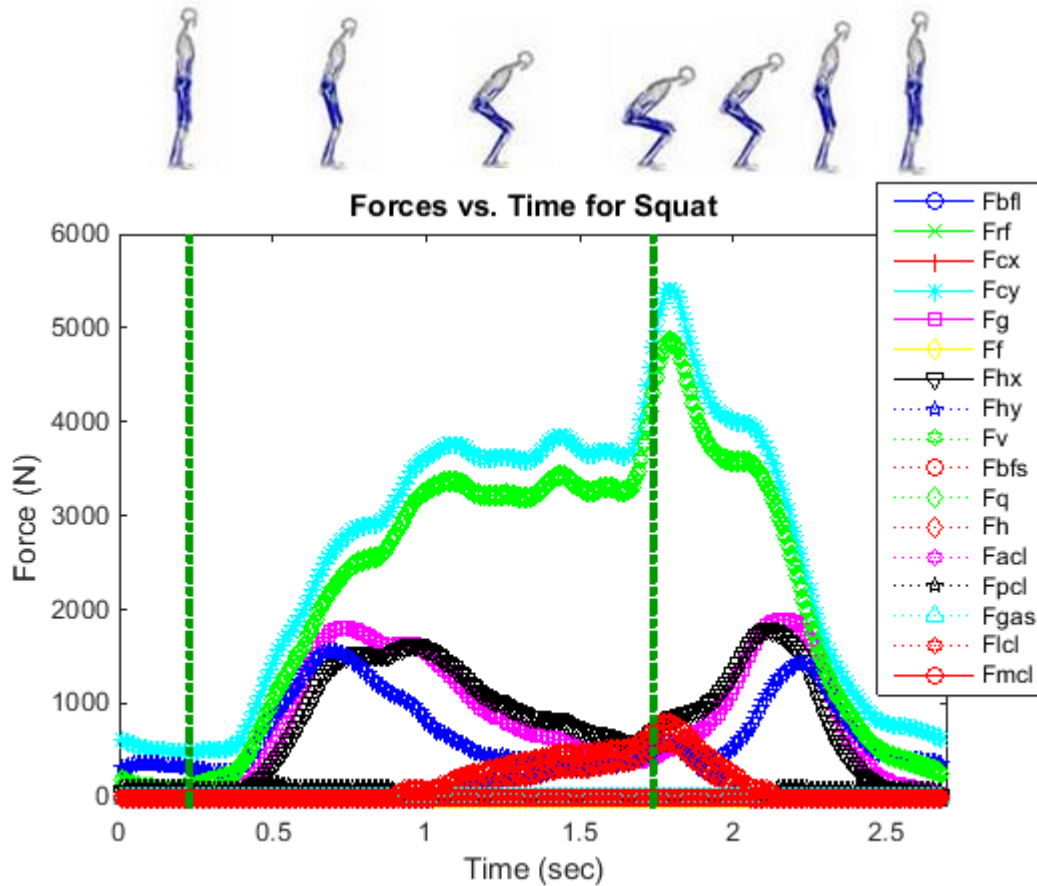 Forces vs. Time for Squat
Force (N)
6000
5000
4000
3000
2000
1000
0
0
0.5
1
1.5
2
2.5
Time (sec)
Fbfl
Frf
Fcx
Fcy
Fg
Ff
Fhx
Fhy
Fv
Fbfs
Fq
Fh
Facl
Fpcl
Fgas
Flcl
Fmcl